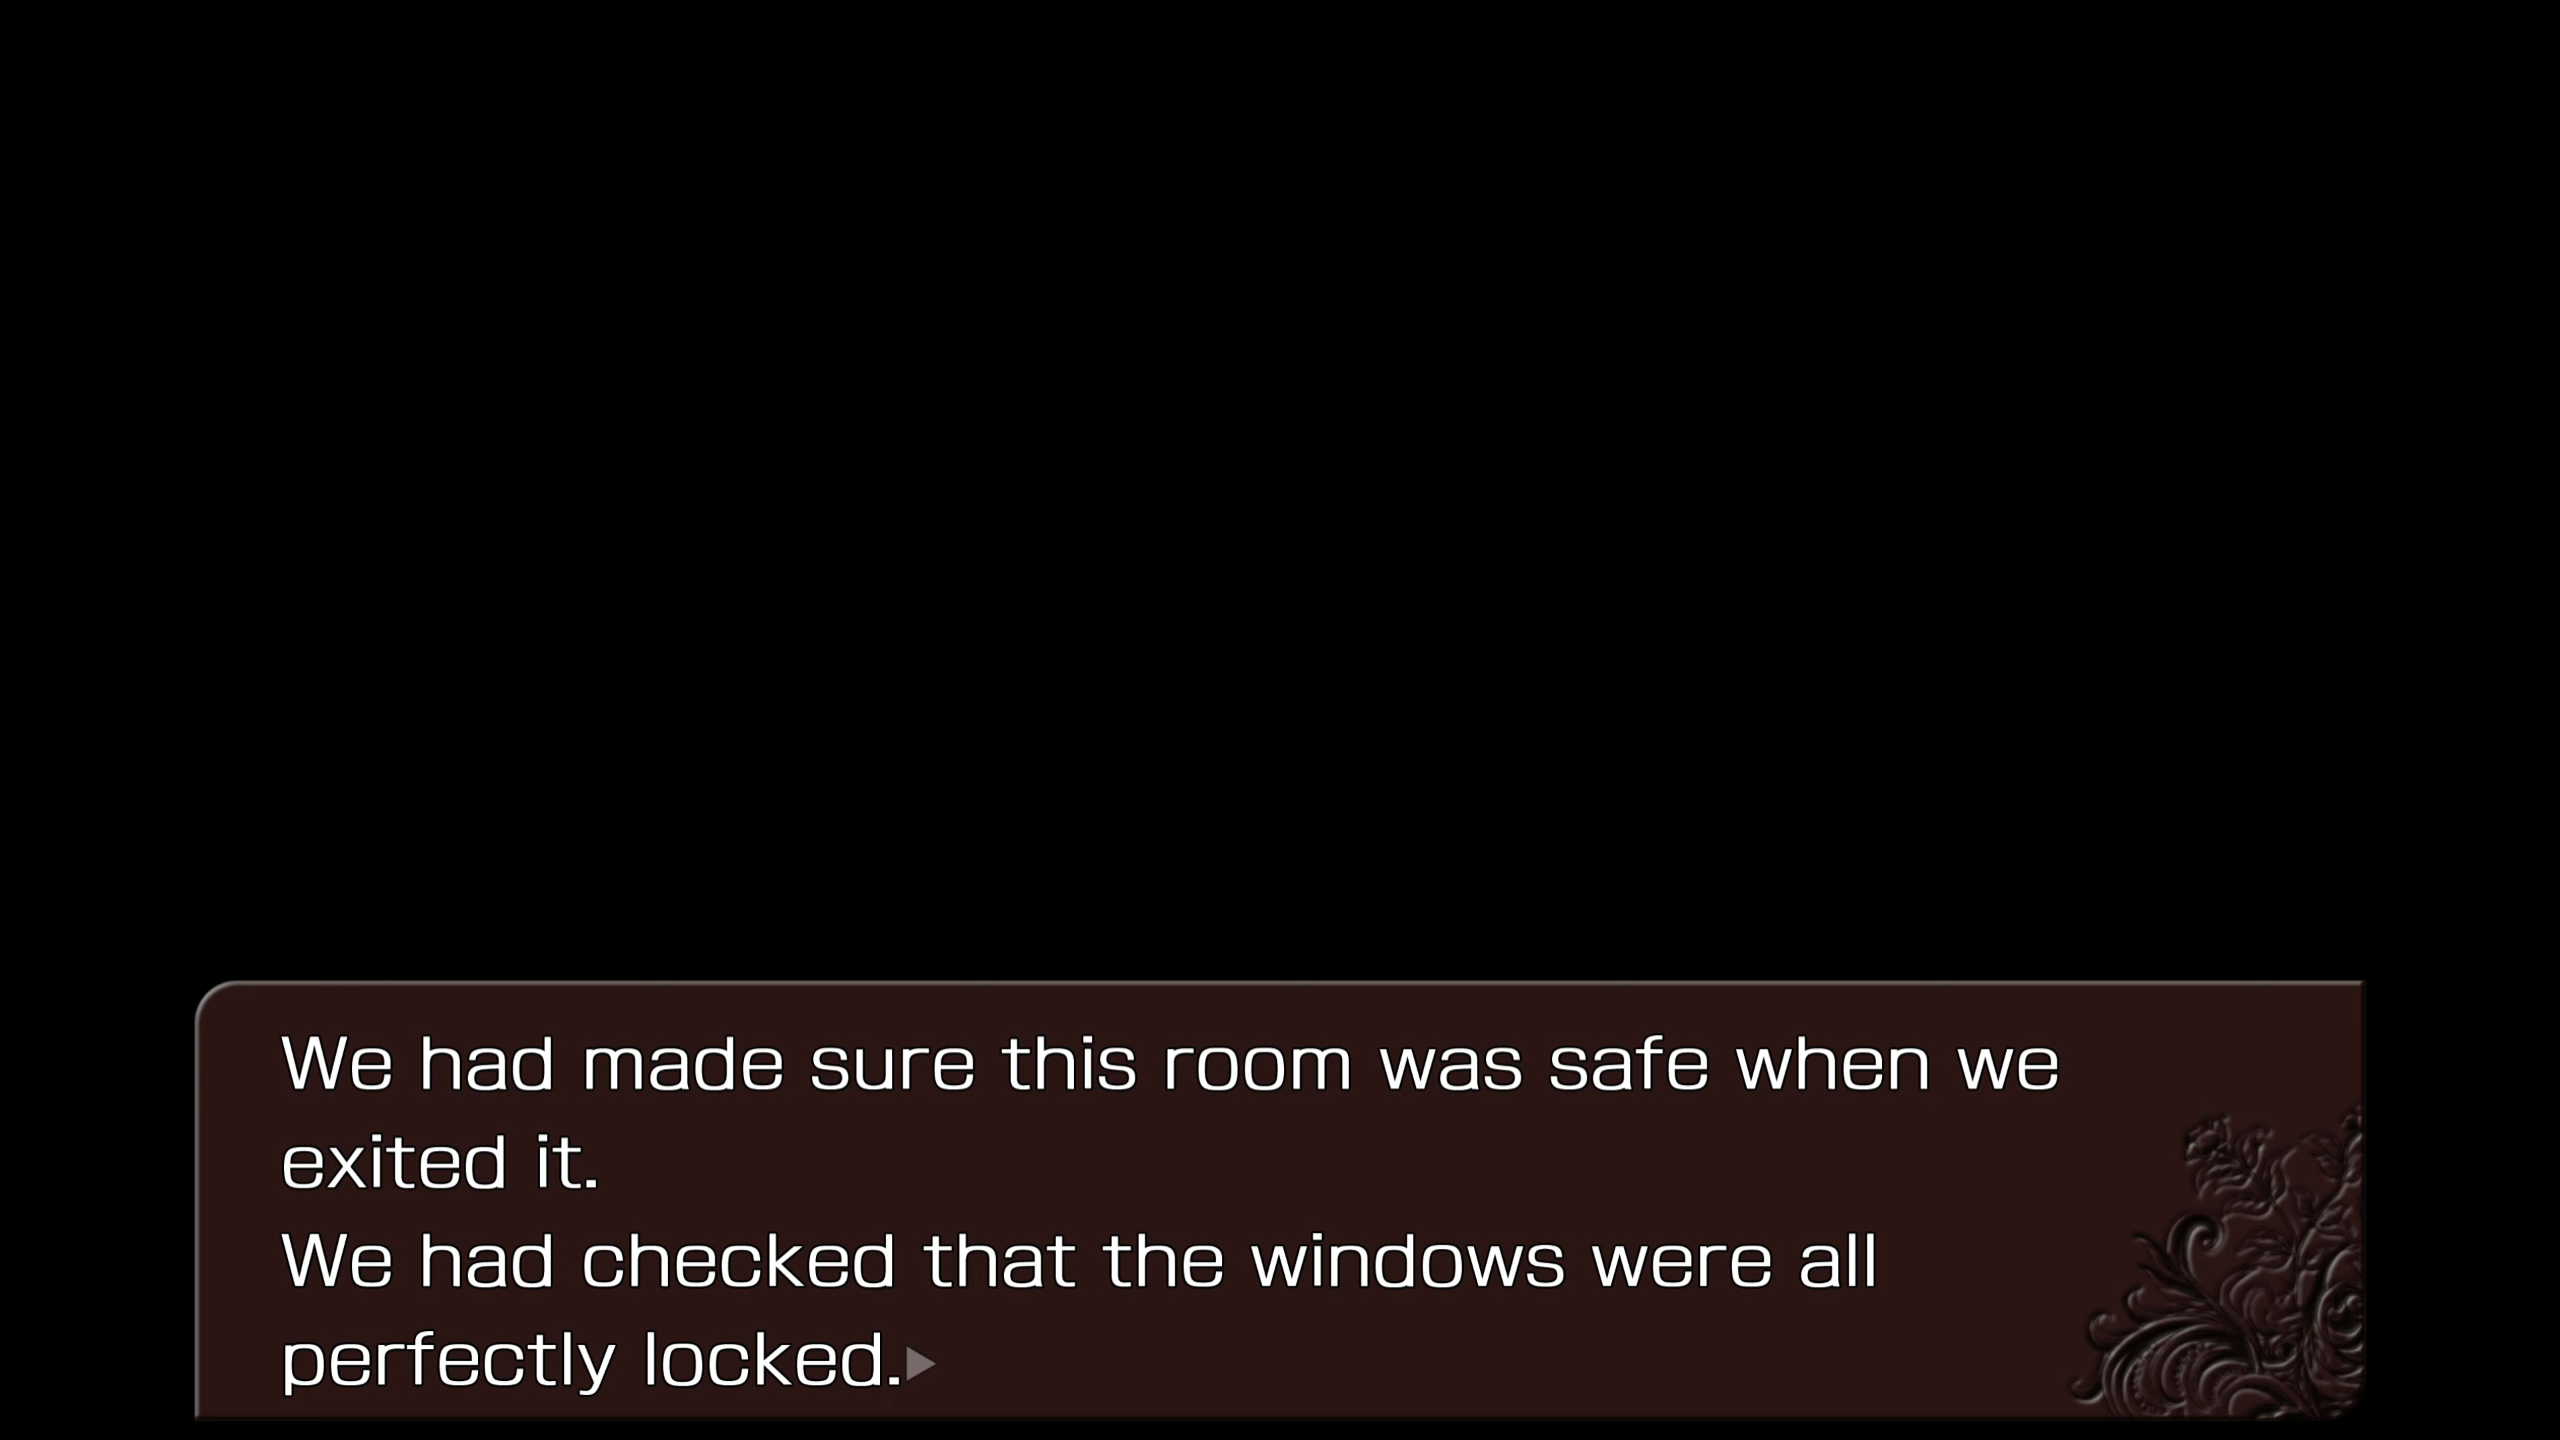 We had made sure this room was safe when we
exited it.
We had checked that the windows were all
perfectly locked.